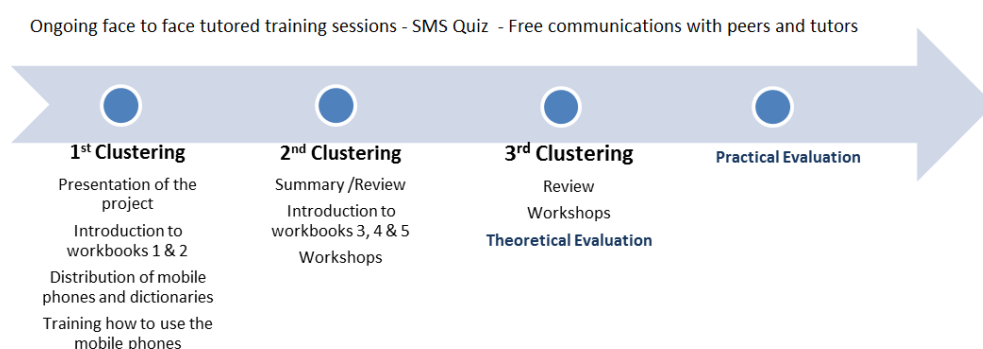 Ongoing face to face tutored training sessions - SMS Quiz - Free communications with peers and tutors
1st Clustering
Presentation of the
project
Introduction to
workbooks 1 & 2
Distribution of mobile
phones and dictionaries
Training how to use the
mobile phones
2nd Clustering
Summary /Review
Introduction to
workbooks 3, 4 & 5
Workshops
3rd Clustering
Review
Workshops
Theoretical Evaluation
Practical Evaluation